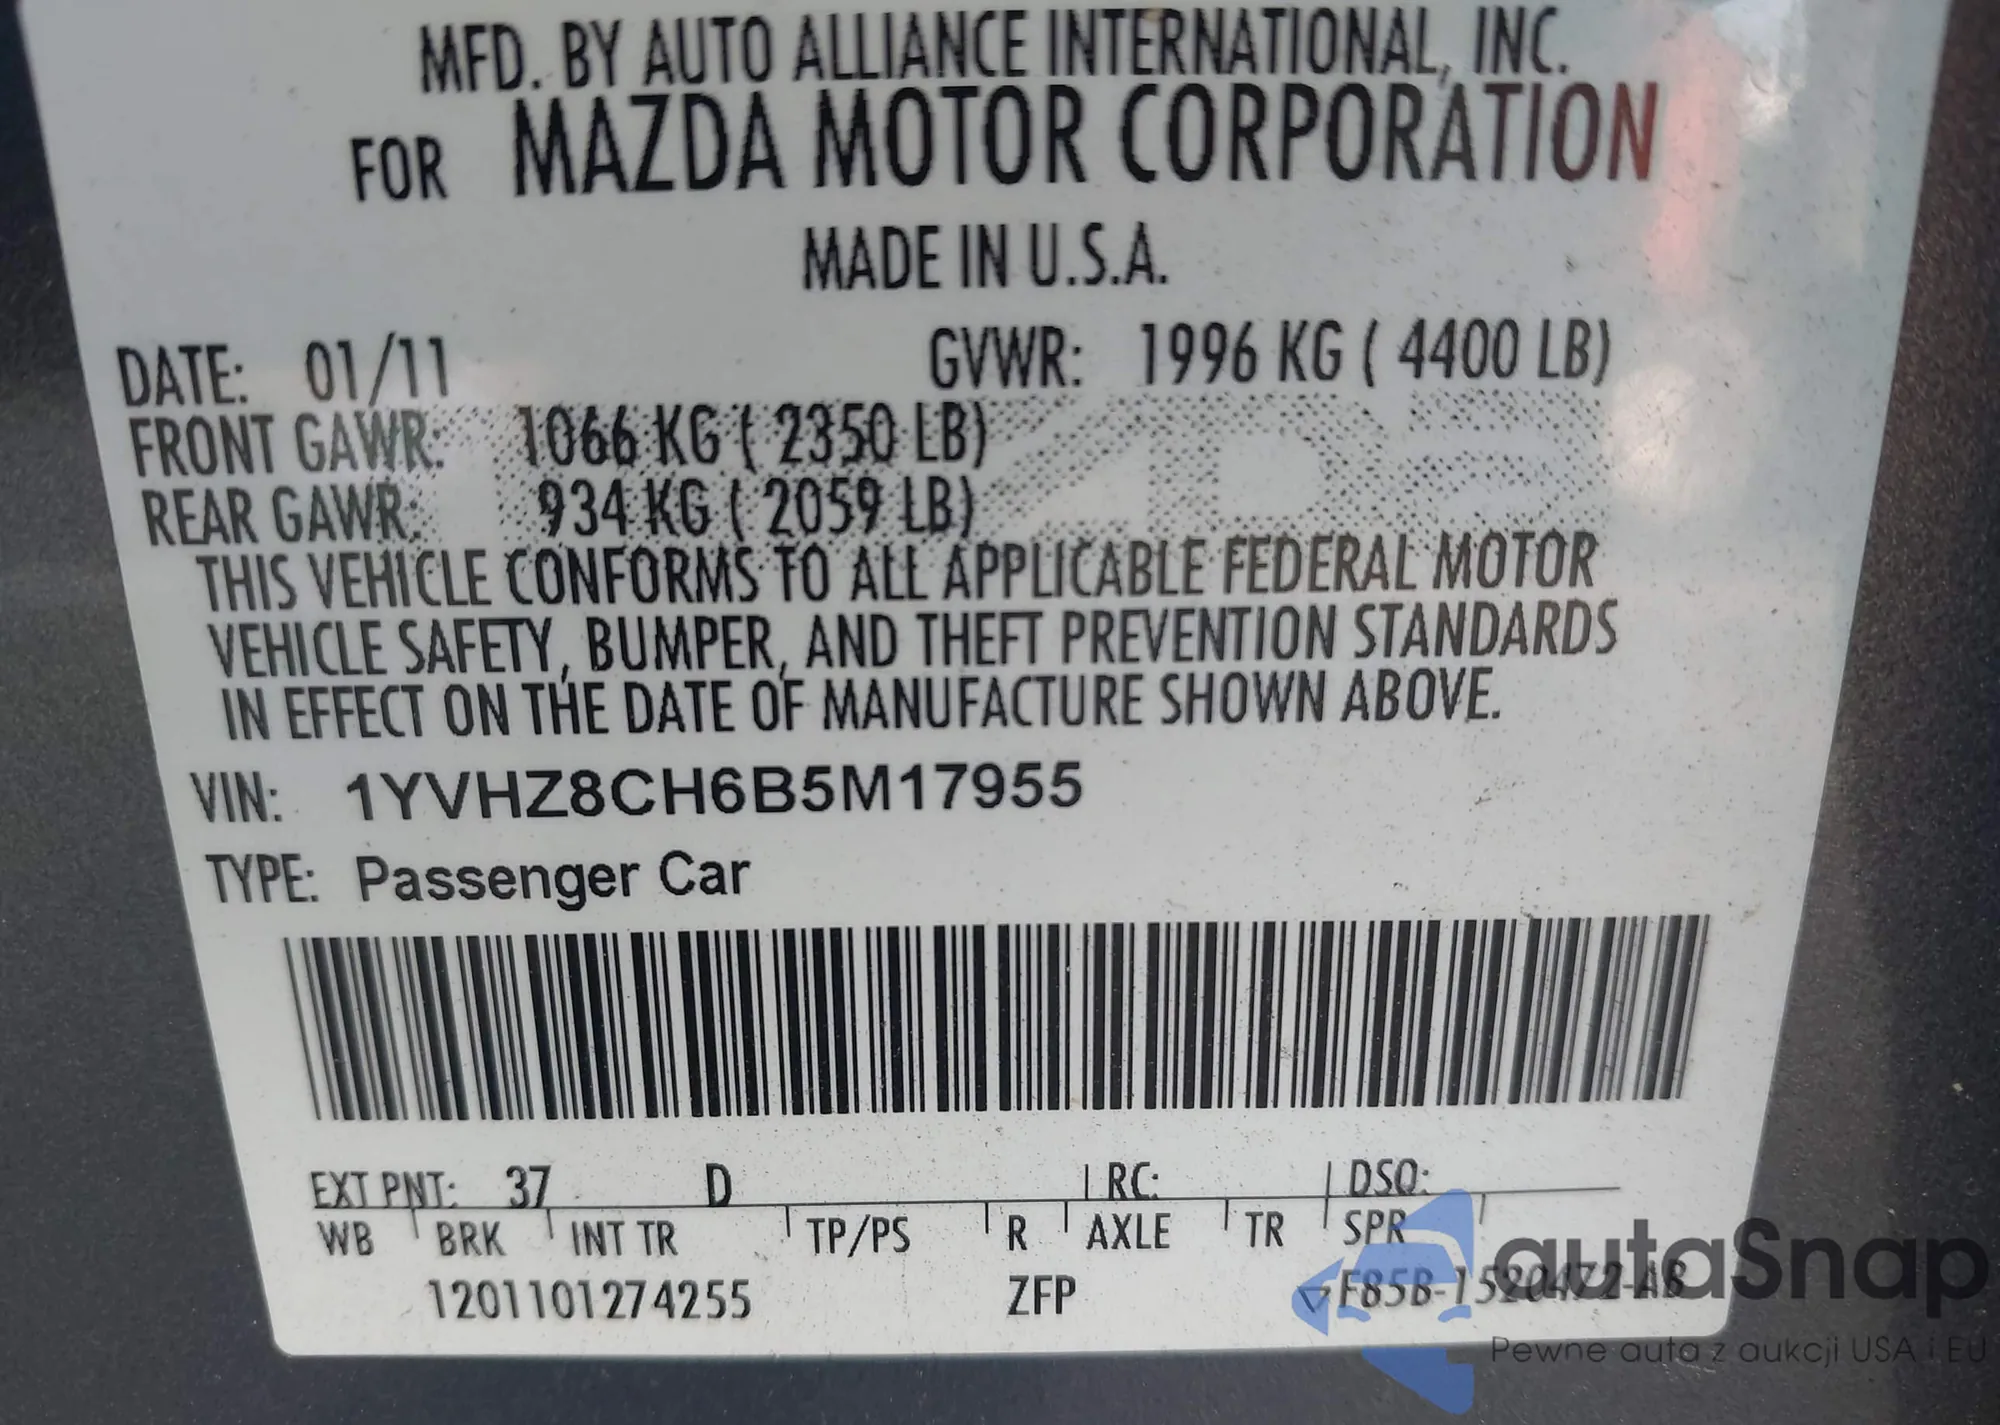 MFD. BY AUTO ALLIANCE INTERNATIONAL, INC.
FOR MAZDA MOTOR CORPORATION
MADE IN U.S.A.
DATE: 01/11 GVWR: 1996 KG ( 4400 LB)
FRONT GAWR: 1066 KG ( 2350 LB)
REAR GAWR: 934 KG ( 2059 LB)
THIS VEHICLE CONFORMS TO ALL APPLICABLE FEDERAL MOTOR
VEHICLE SAFETY, BUMPER, AND THEFT PREVENTION STANDARDS
IN EFFECT ON THE DATE OF MANUFACTURE SHOWN ABOVE.
VIN: 1YVHZ8CH6B5M17955
TYPE: Passenger Car
EXT PNT: 37 D RC: DSO:
WB BRK INT TR TP/PS R AXLE TR SPR
1201101274255 ZFP F85B-1520472-AB
autaSnap
Pewne auta z aukcji USA i EU